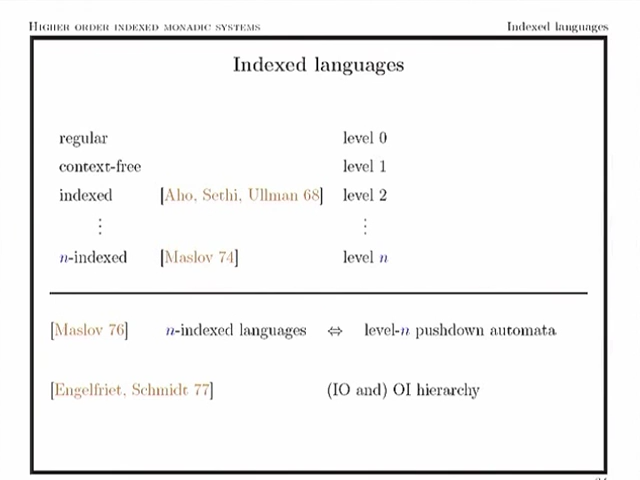 Higher order indexed monadic systems
Indexed languages
Indexed languages
regular level 0
context-free level 1
indexed [Aho, Sethi, Ullman 68] level 2
⋮ ⋮
n-indexed [Maslov 74] level n
[Maslov 76] n-indexed languages ⇔ level-n pushdown automata
[Engelfriet, Schmidt 77] (IO and) OI hierarchy